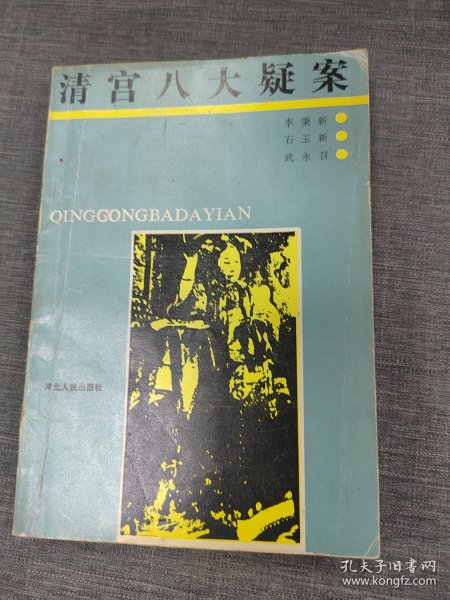 清宫八大疑案
李秉新
石玉新
武永召
QINGGONGBADAYIAN
河北人民出版社
孔夫子旧书网
www.kongfz.com